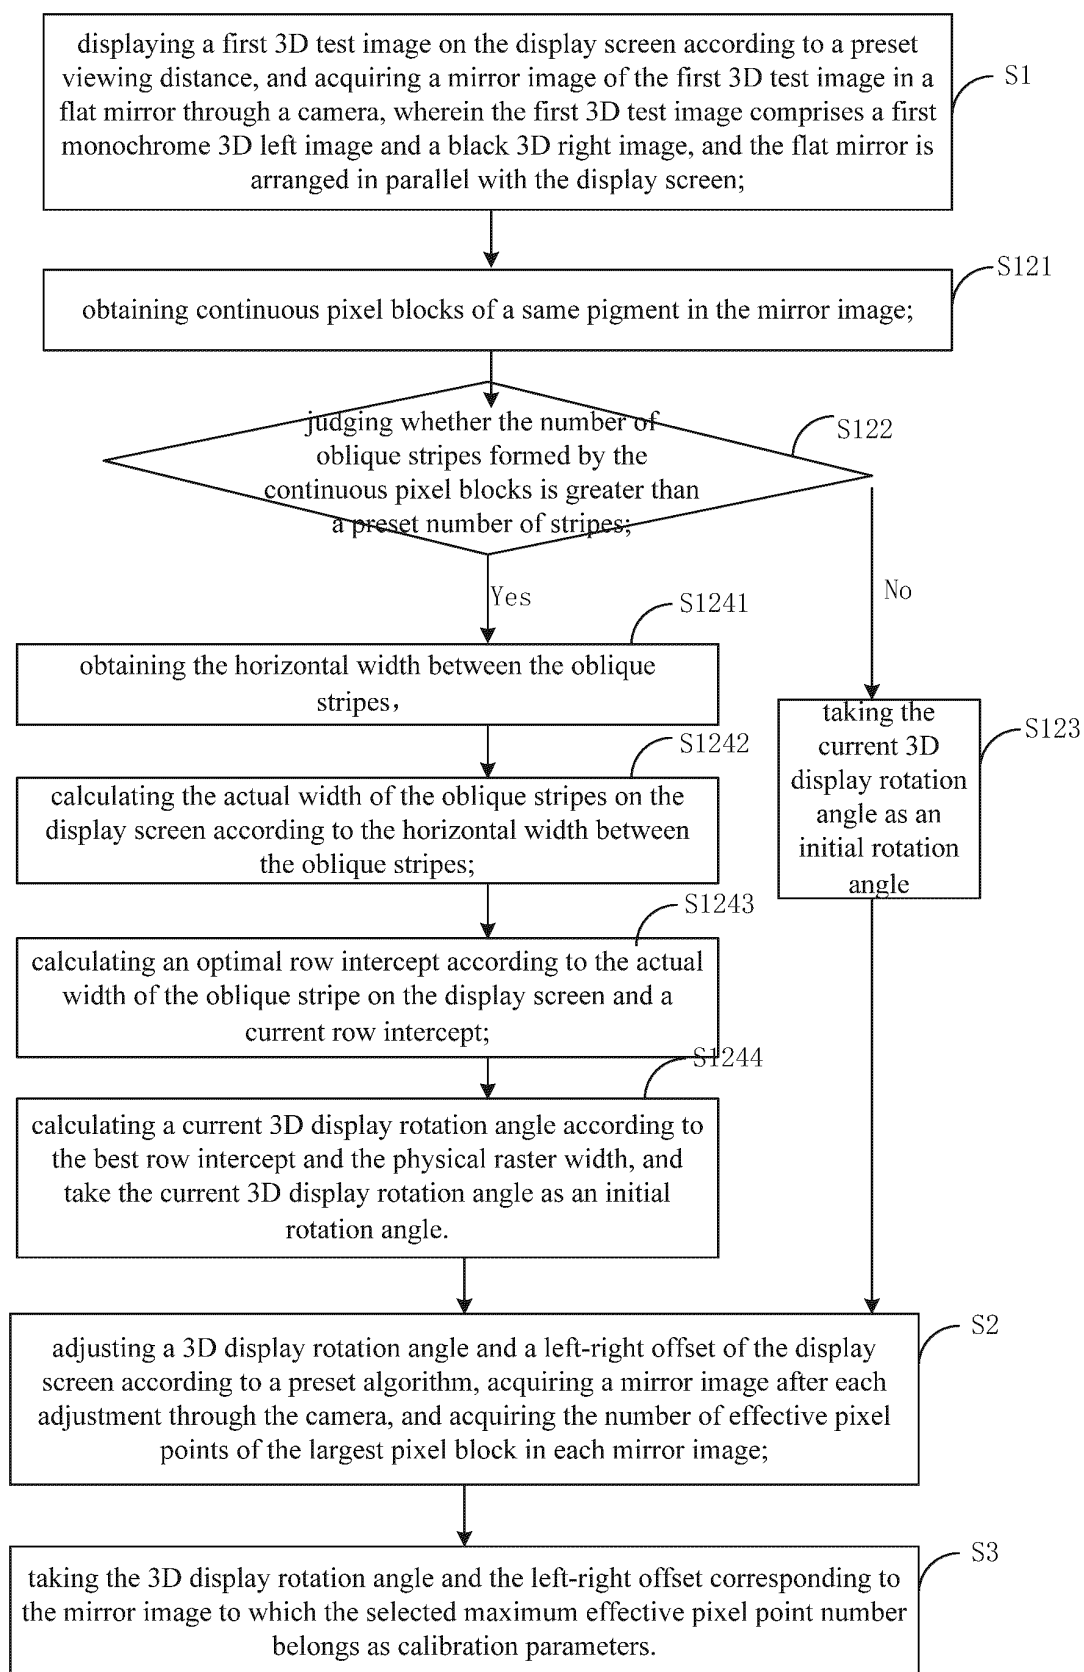 displaying a first 3D test image on the display screen according to a preset
viewing distance, and acquiring a mirror image of the first 3D test image in a
flat mirror through a camera, wherein the first 3D test image comprises a first
monochrome 3D left image and a black 3D right image, and the flat mirror is
arranged in parallel with the display screen;
S1
S121
obtaining continuous pixel blocks of a same pigment in the mirror image;
judging whether the number of
oblique stripes formed by the
continuous pixel blocks is greater than
a preset number of stripes;
S122
Yes
No
S1241
obtaining the horizontal width between the oblique
stripes,
S1242
calculating the actual width of the oblique stripes on the
display screen according to the horizontal width between
the oblique stripes;
taking the
current 3D
display rotation
angle as an
initial rotation
angle
S123
S1243
calculating an optimal row intercept according to the actual
width of the oblique stripe on the display screen and a
current row intercept;
S1244
calculating a current 3D display rotation angle according to
the best row intercept and the physical raster width, and
take the current 3D display rotation angle as an initial
rotation angle.
S2
adjusting a 3D display rotation angle and a left-right offset of the display
screen according to a preset algorithm, acquiring a mirror image after each
adjustment through the camera, and acquiring the number of effective pixel
points of the largest pixel block in each mirror image;
S3
taking the 3D display rotation angle and the left-right offset corresponding to
the mirror image to which the selected maximum effective pixel point number
belongs as calibration parameters.